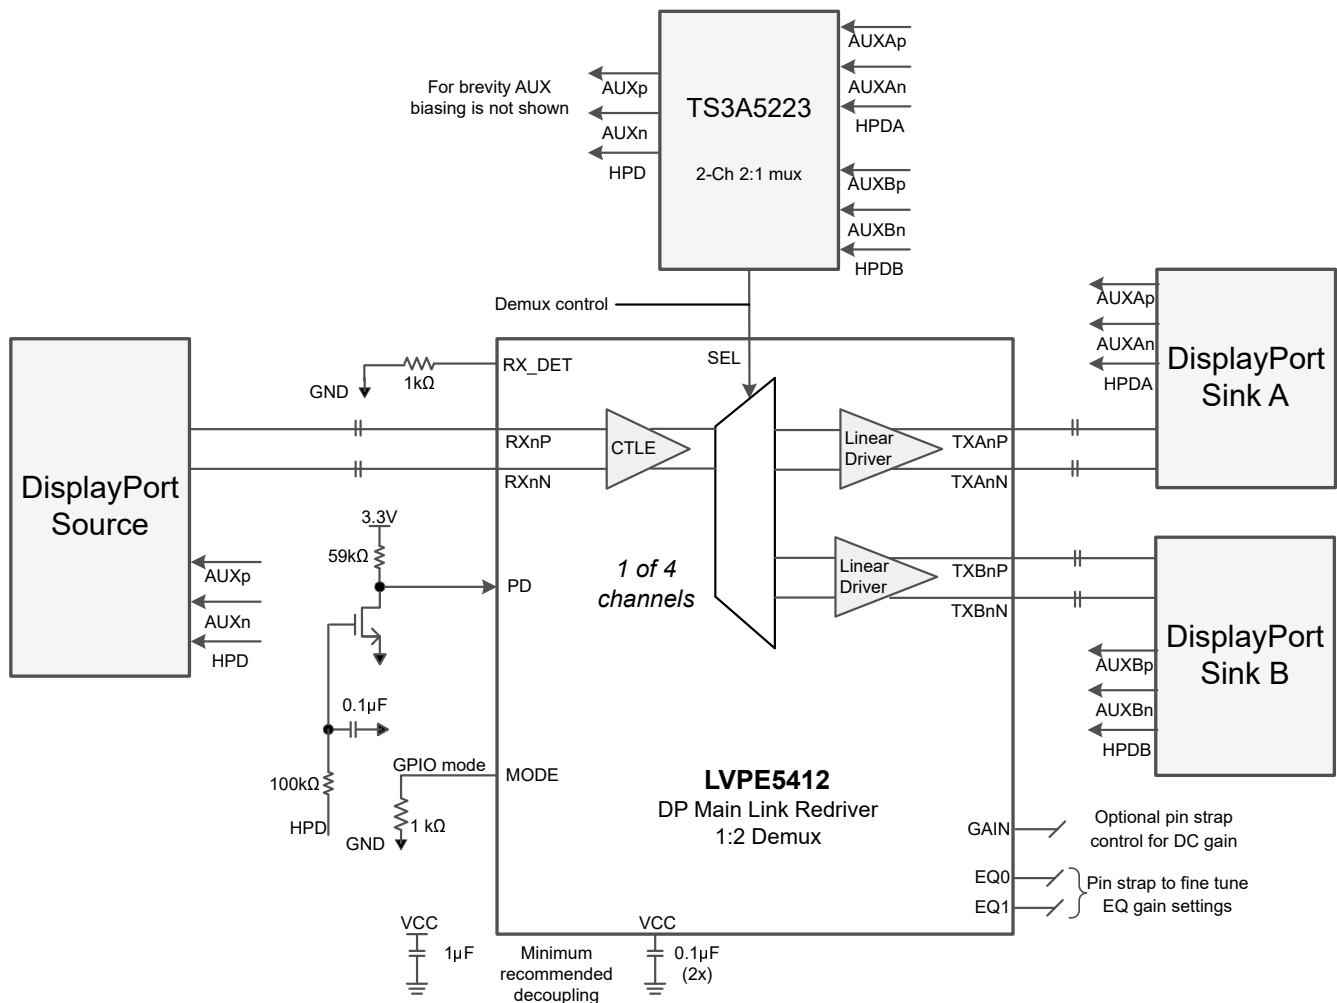 AUXAp
AUXAn
HPDA
AUXBp
AUXBn
HPDB
TS3A5223
2-Ch 2:1 mux
For brevity AUX
biasing is not shown
AUXp
AUXn
HPD
Demux control
SEL
RX_DET
1kΩ
GND
RXnP
RXnN
CTLE
Linear
Driver
TXAnP
TXAnN
AUXAp
AUXAn
HPDA
DisplayPort
Sink A
DisplayPort
Source
AUXp
AUXn
HPD
3.3V
59kΩ
PD
1 of 4
channels
Linear
Driver
TXBnP
TXBnN
DisplayPort
Sink B
AUXBp
AUXBn
HPDB
0.1µF
100kΩ
HPD
GPIO mode
MODE
1 kΩ
GND
LVPE5412
DP Main Link Redriver
1:2 Demux
GAIN
Optional pin strap
control for DC gain
EQ0
EQ1
Pin strap to fine tune
EQ gain settings
VCC
1µF
Minimum
recommended
decoupling
VCC
0.1µF
(2x)